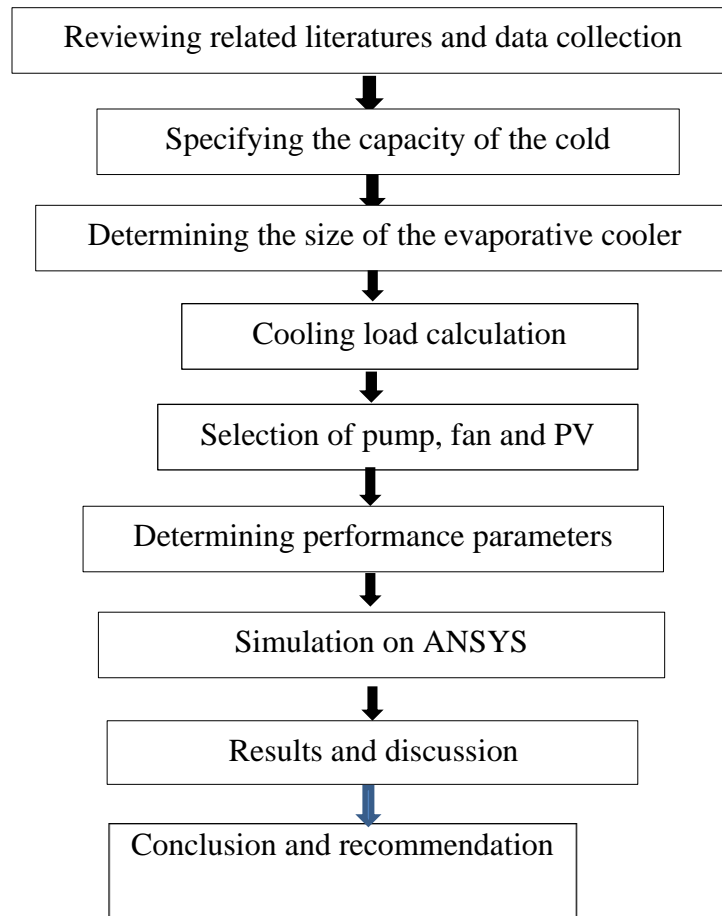 Reviewing related literatures and data collection
Specifying the capacity of the cold
Determining the size of the evaporative cooler
Cooling load calculation
Selection of pump, fan and PV
Determining performance parameters
Simulation on ANSYS
Results and discussion
Conclusion and recommendation